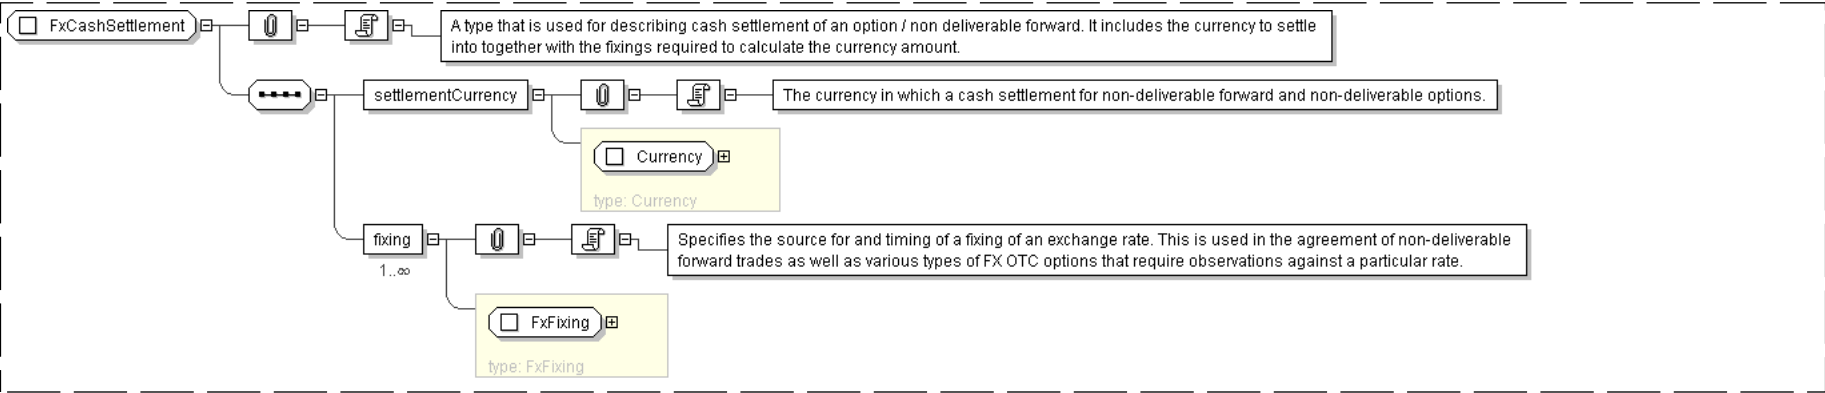 FxCashSettlement
A type that is used for describing cash settlement of an option / non deliverable forward. It includes the currency to settle
into together with the fixings required to calculate the currency amount.
settlementCurrency
The currency in which a cash settlement for non-deliverable forward and non-deliverable options.
Currency
type: Currency
fixing
1..∞
Specifies the source for and timing of a fixing of an exchange rate. This is used in the agreement of non-deliverable
forward trades as well as various types of FX OTC options that require observations against a particular rate.
FxFixing
type: FxFixing